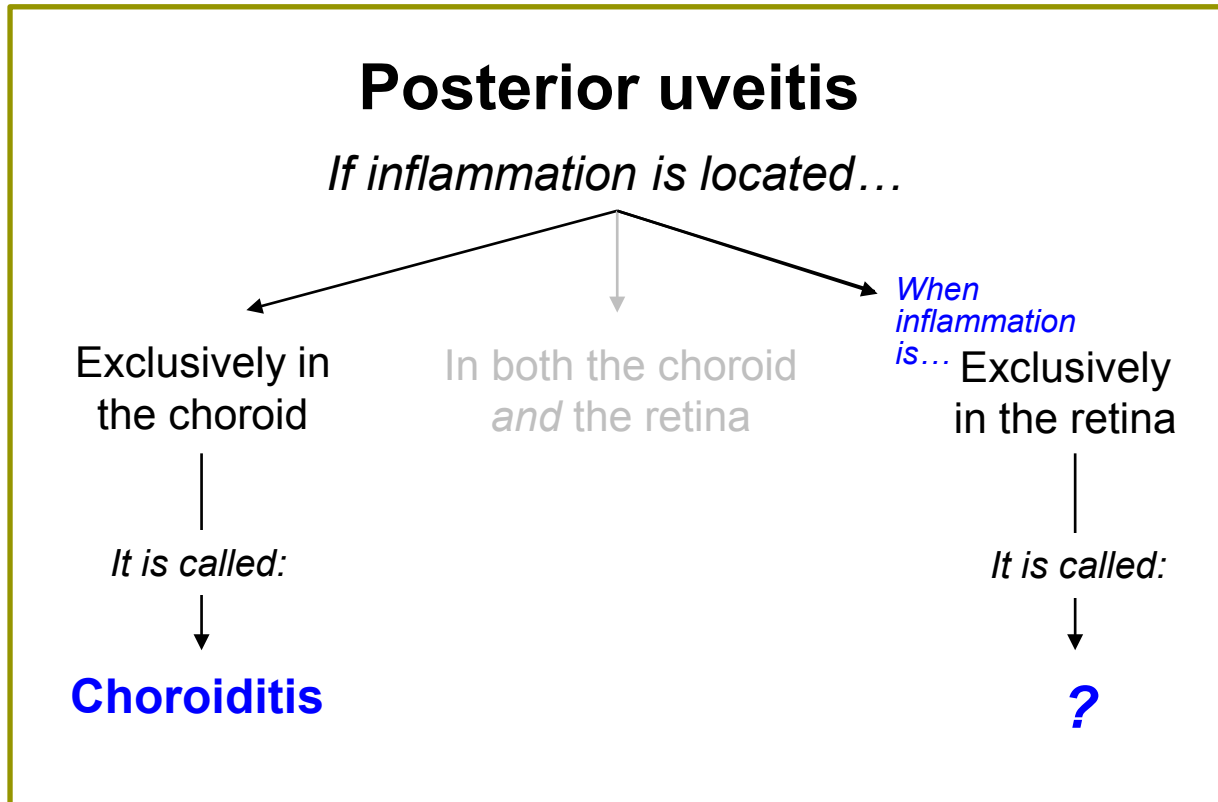 Posterior uveitis
If inflammation is located…
When
inflammation
is…
Exclusively in
the choroid
In both the choroid
and the retina
Exclusively
in the retina
It is called:
It is called:
Choroiditis
?